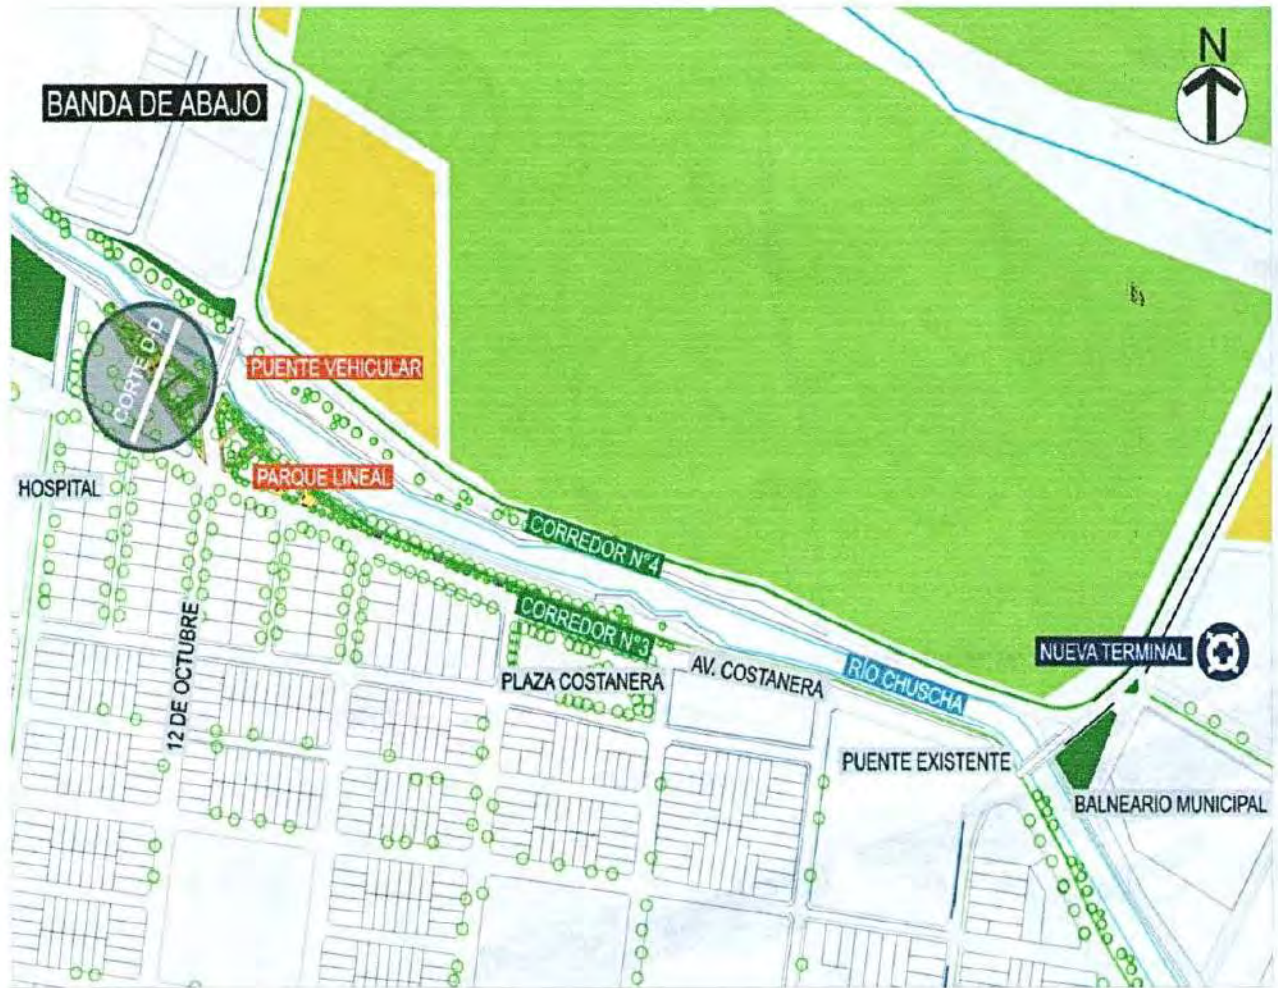 N
BANDA DE ABAJO
CORTE D-D
PUENTE VEHICULAR
PARQUE LINEAL
HOSPITAL
CORREDOR N°4
12 DE OCTUBRE
CORREDOR N°3
NUEVA TERMINAL
PLAZA COSTANERA
AV. COSTANERA
RÍO CHUSCHA
PUENTE EXISTENTE
BALNEARIO MUNICIPAL